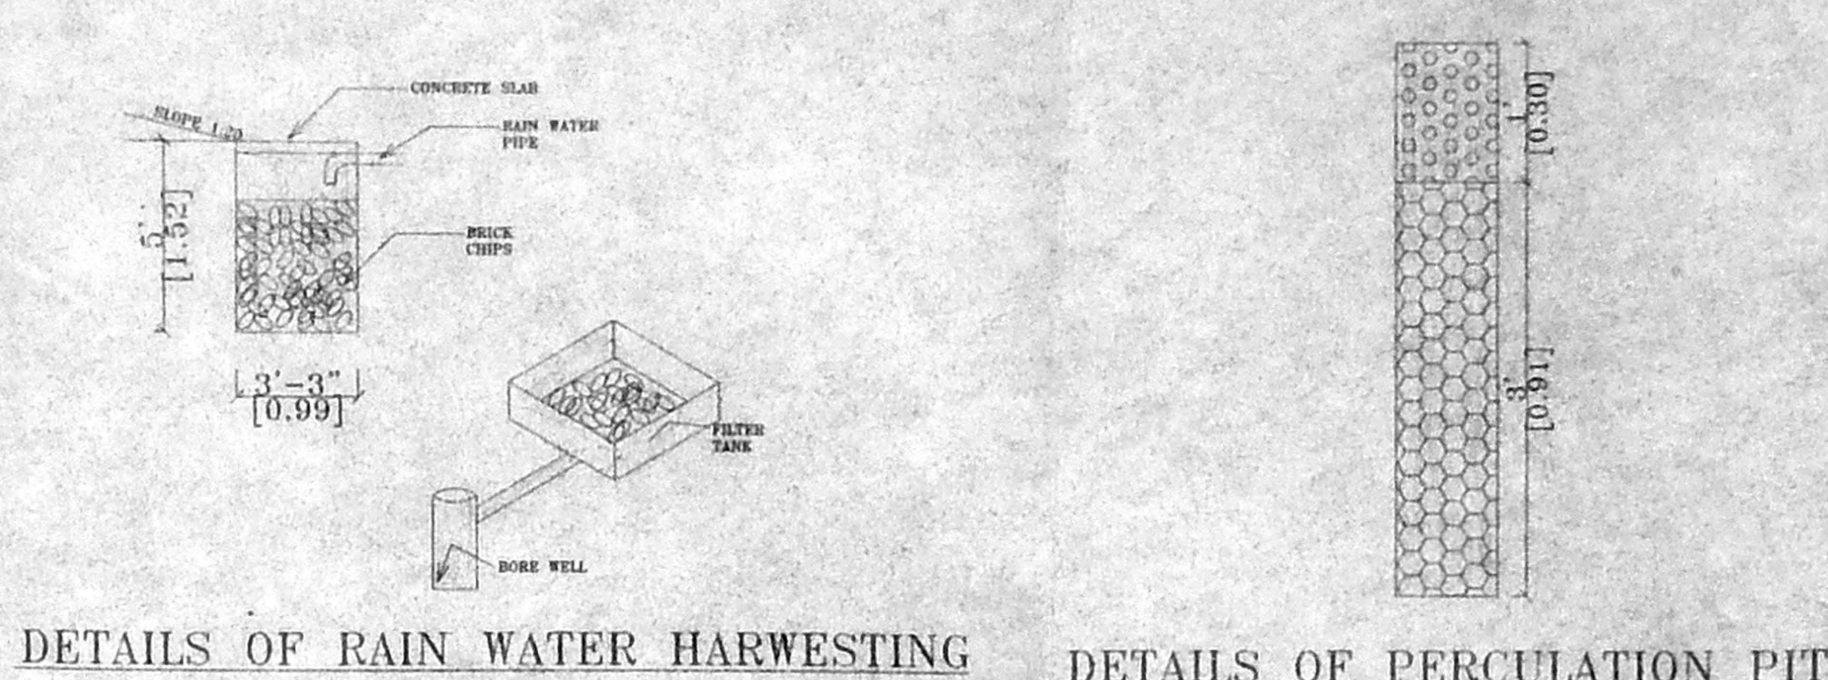 CONCRETE SLAB
SLOPE 1:20
RAIN WATER
PIPE
5'
[1.52]
BRICK
CHIPS
3'-3"
[0.99]
FILTER
TANK
BORE WELL
DETAILS OF RAIN WATER HARWESTING
1'
[0.30]
3'
[0.91]
DETAILS OF PERCULATION PIT